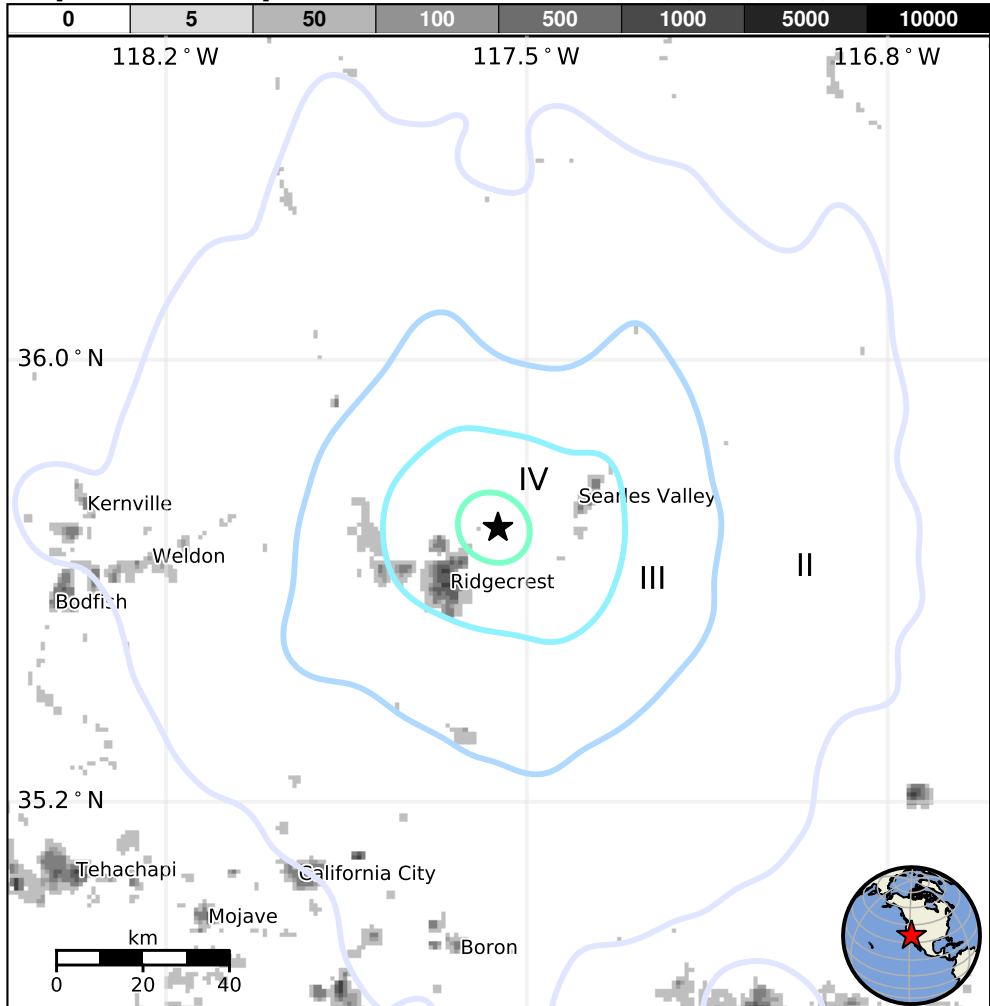 0 5 50 100 500 1000 5000 10000
118.2°W 117.5°W 116.8°W
36.0°N
IV
Searles Valley
Kernville
Weldon
II
III
Ridgecrest
Bodfish
35.2°N
Tehachapi
California City
Mojave
km
Boron
0 20 40